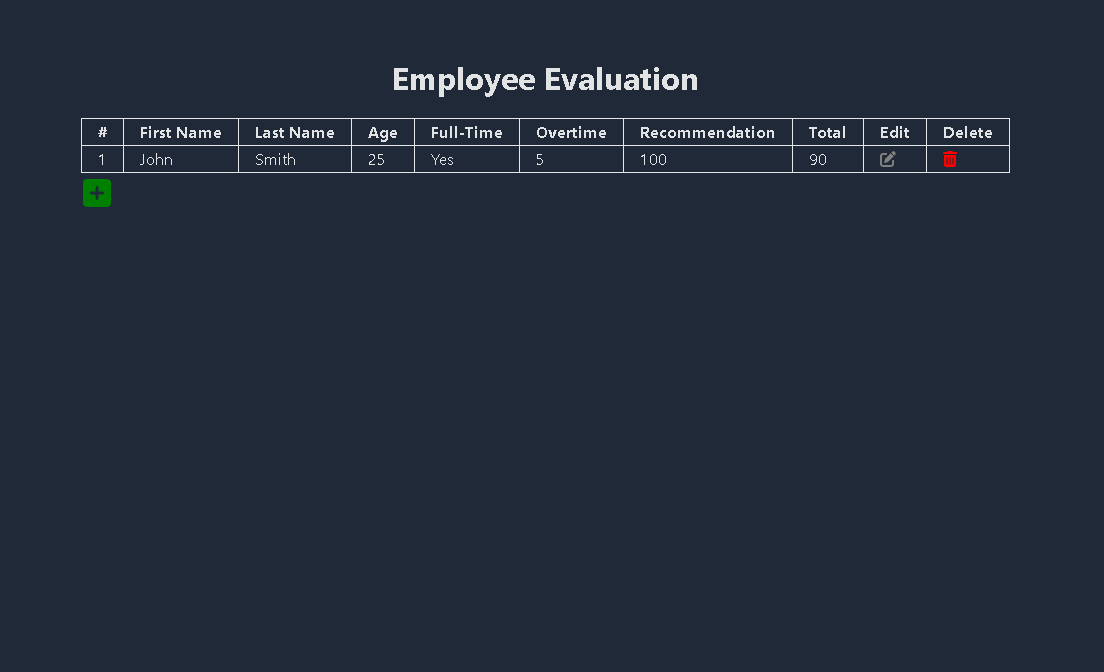 Employee Evaluation
# First Name Last Name Age Full-Time Overtime Recommendation Total Edit Delete
1 John Smith 25 Yes 5 100 90